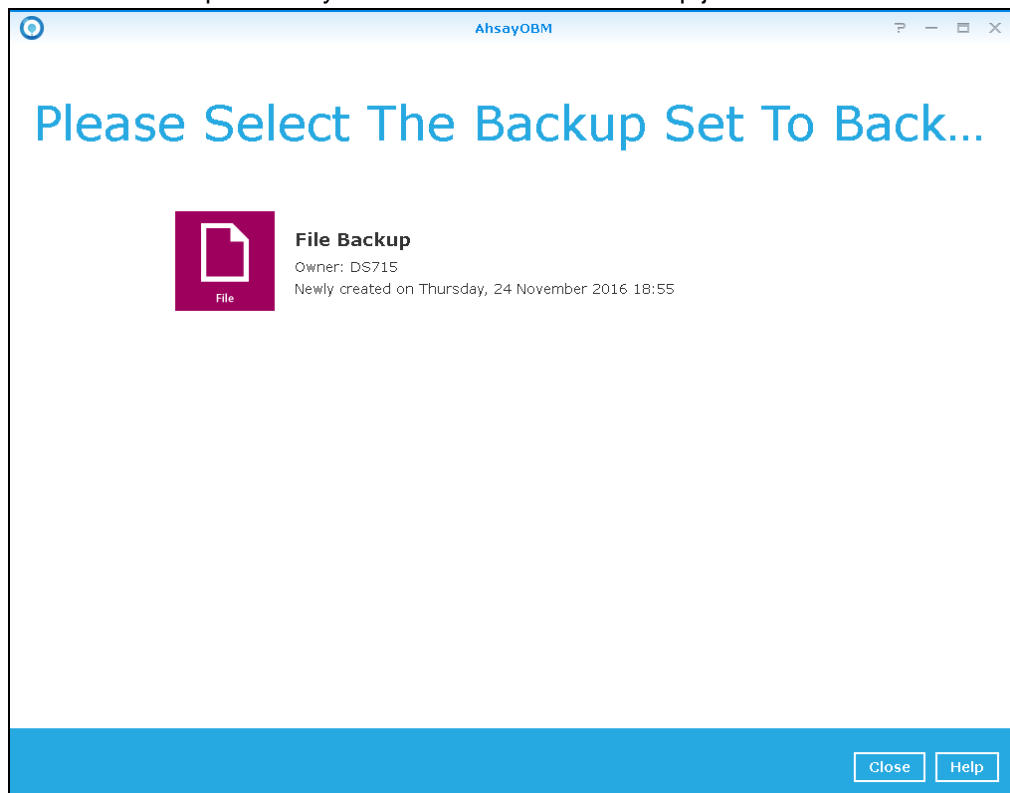 AhsayOBM
Please Select The Backup Set To Back...
File Backup
Owner: DS715
Newly created on Thursday, 24 November 2016 18:55
File
Close Help